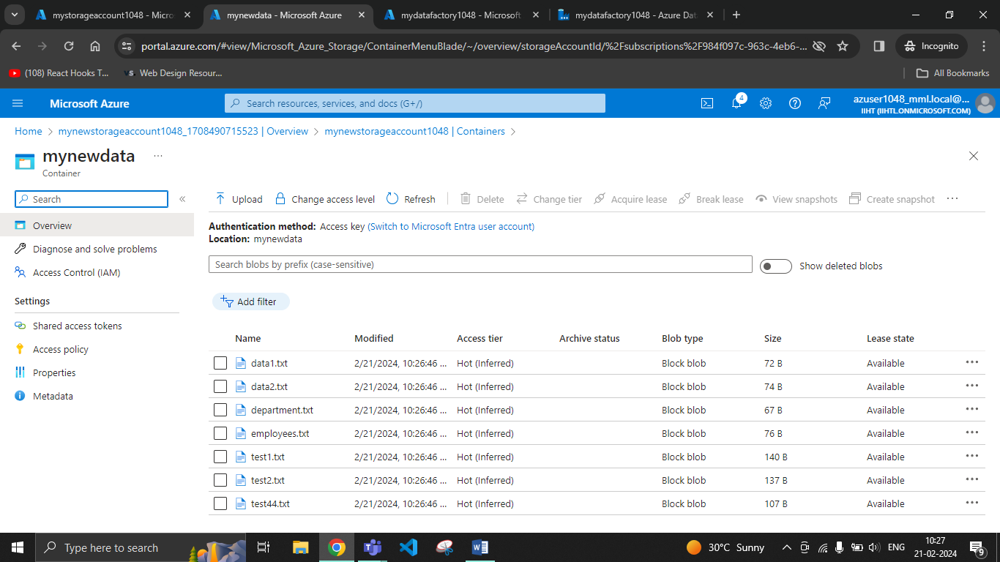 mystorageaccount1048 - Micro
mynewdata - Microsoft Azure
mydatafactory1048 - Microsoft
mydatafactory1048 - Azure Dat
portal.azure.com/#view/Microsoft_Azure_Storage/ContainerMenuBlade/~/overview/storageAccountId/%2Fsubscriptions%2F984f097c-963c-4eb6-...
Incognito
(108) React Hooks T...
VS.
Web Design Resour...
All Bookmarks
Microsoft Azure
Search resources, services, and docs (G+/)
4
azuser1048_mml.local@...
IIHT (IIHTLONMICROSOFT.COM)
Home > mynewstorageaccount1048_1708490715523 | Overview > mynewstorageaccount1048 | Containers >
mynewdata ...
Container
Search
«
Upload
Change access level
Refresh
Delete
Change tier
Acquire lease
Break lease
View snapshots
Create snapshot
...
Overview
Diagnose and solve problems
Access Control (IAM)
Settings
Shared access tokens
Access policy
Properties
Metadata
Authentication method: Access key (Switch to Microsoft Entra user account)
Location: mynewdata
Search blobs by prefix (case-sensitive)
Show deleted blobs
Add filter
Name Modified Access tier Archive status Blob type Size Lease state
data1.txt 2/21/2024, 10:26:46 ... Hot (Inferred) Block blob 72 B Available ...
data2.txt 2/21/2024, 10:26:46 ... Hot (Inferred) Block blob 74 B Available ...
department.txt 2/21/2024, 10:26:46 ... Hot (Inferred) Block blob 67 B Available ...
employees.txt 2/21/2024, 10:26:46 ... Hot (Inferred) Block blob 76 B Available ...
test1.txt 2/21/2024, 10:26:46 ... Hot (Inferred) Block blob 140 B Available ...
test2.txt 2/21/2024, 10:26:46 ... Hot (Inferred) Block blob 137 B Available ...
test44.txt 2/21/2024, 10:26:46 ... Hot (Inferred) Block blob 107 B Available ...
Type here to search
30°C Sunny
ENG
10:27
21-02-2024
9